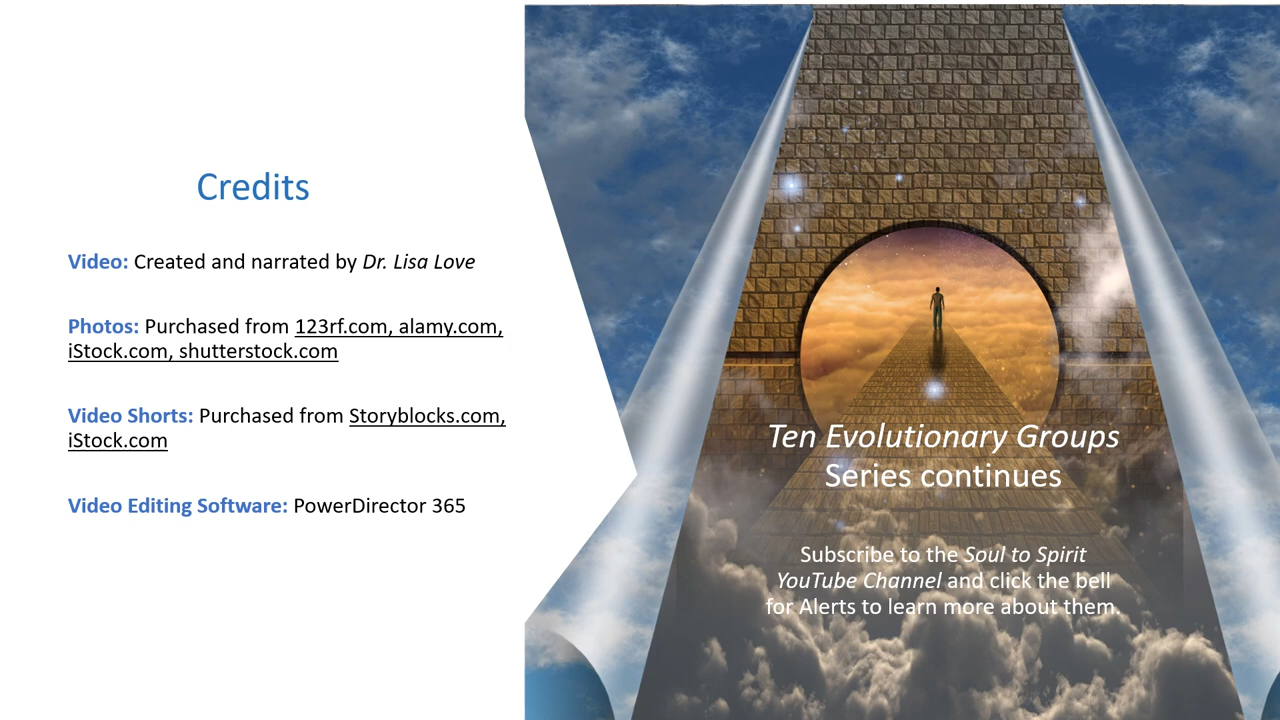 Credits
Video: Created and narrated by Dr. Lisa Love
Photos: Purchased from 123rf.com, alamy.com,
iStock.com, shutterstock.com
Video Shorts: Purchased from Storyblocks.com,
iStock.com
Video Editing Software: PowerDirector 365
Ten Evolutionary Groups
Series continues
Subscribe to the Soul to Spirit
YouTube Channel and click the bell
for Alerts to learn more about them.